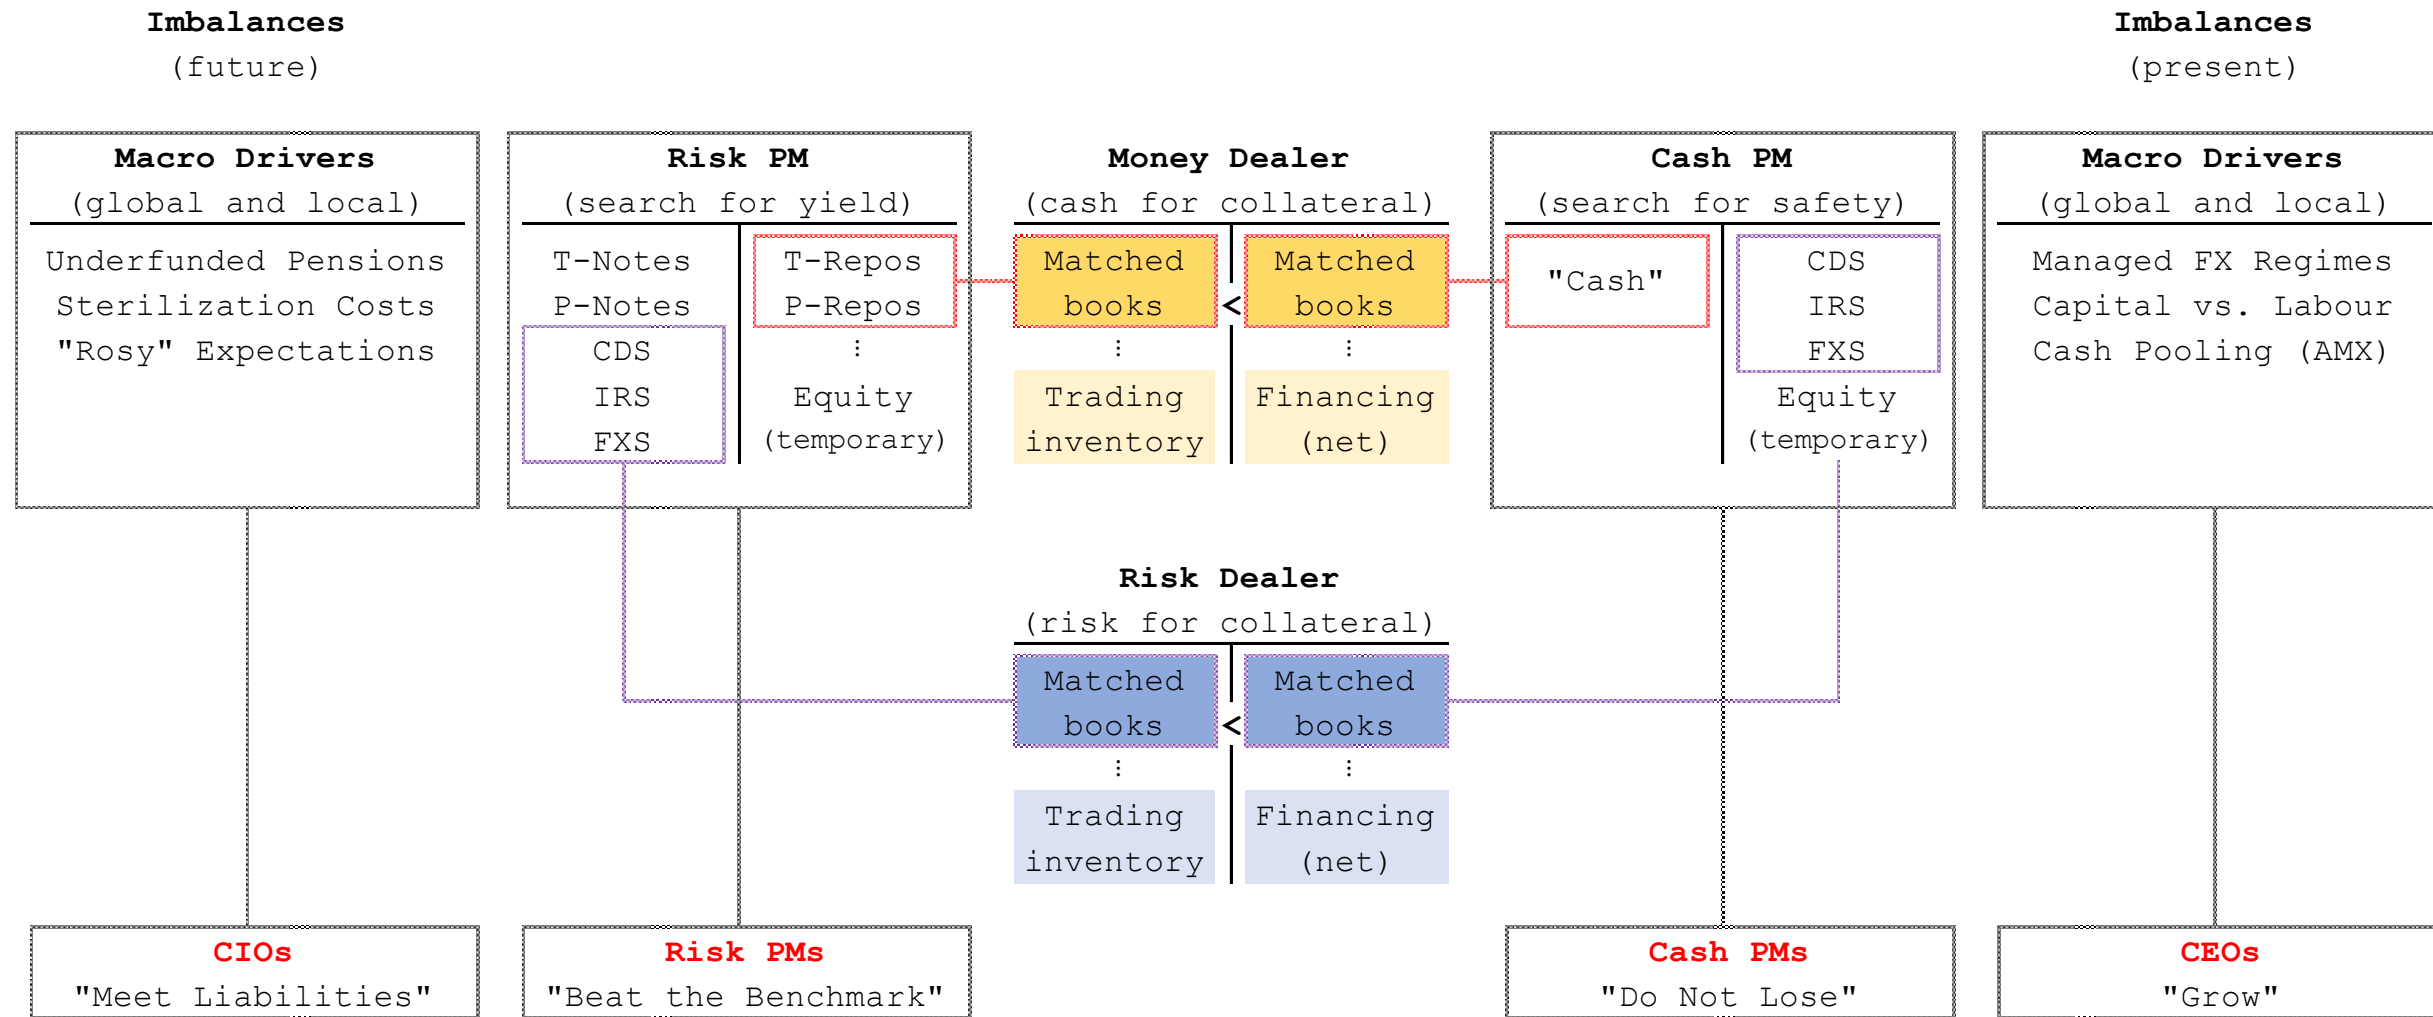 Imbalances
(future)
Imbalances
(present)
Macro Drivers
(global and local)
Underfunded Pensions
Sterilization Costs
"Rosy" Expectations
Risk PM
(search for yield)
T-Notes
P-Notes
CDS
IRS
FXS
T-Repos
P-Repos
⋮
Equity
(temporary)
Money Dealer
(cash for collateral)
Matched
books
⋮
Trading
inventory
<
Matched
books
⋮
Financing
(net)
Cash PM
(search for safety)
"Cash"
CDS
IRS
FXS
Equity
(temporary)
Macro Drivers
(global and local)
Managed FX Regimes
Capital vs. Labour
Cash Pooling (AMX)
Risk Dealer
(risk for collateral)
Matched
books
⋮
Trading
inventory
<
Matched
books
⋮
Financing
(net)
CIOs
"Meet Liabilities"
Risk PMs
"Beat the Benchmark"
Cash PMs
"Do Not Lose"
CEOs
"Grow"